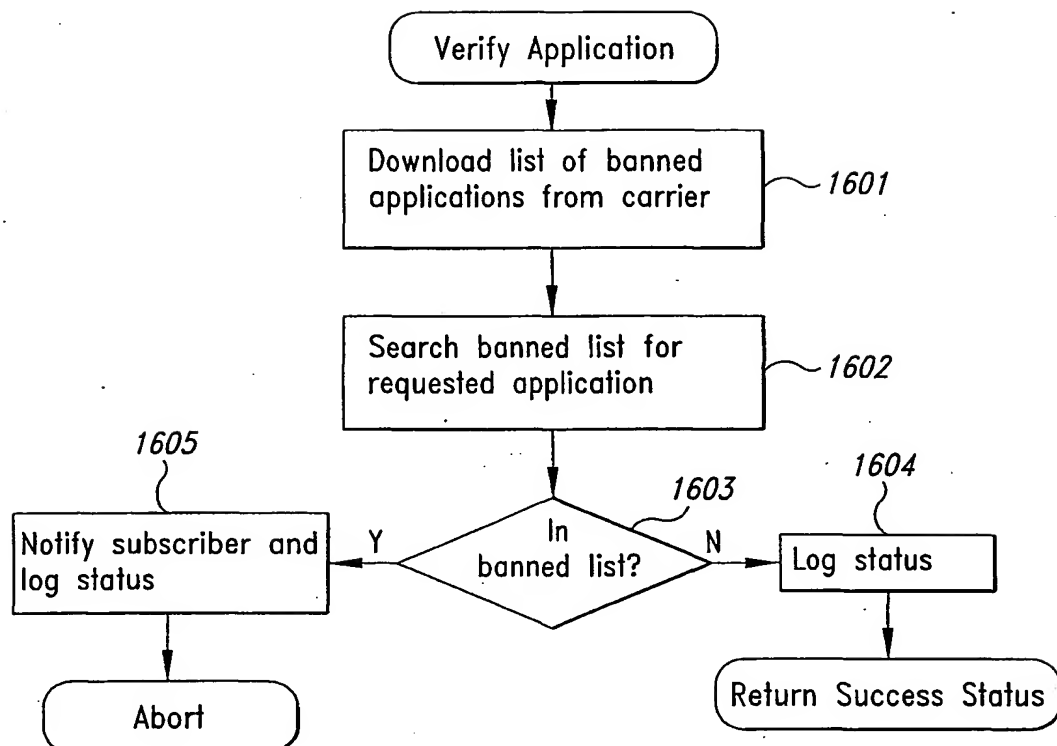 Verify Application
Download list of banned
applications from carrier
1601
Search banned list for
requested application
1602
1605
1604
1603
Notify subscriber and
log status
Y
In
banned list?
N
Log status
Abort
Return Success Status